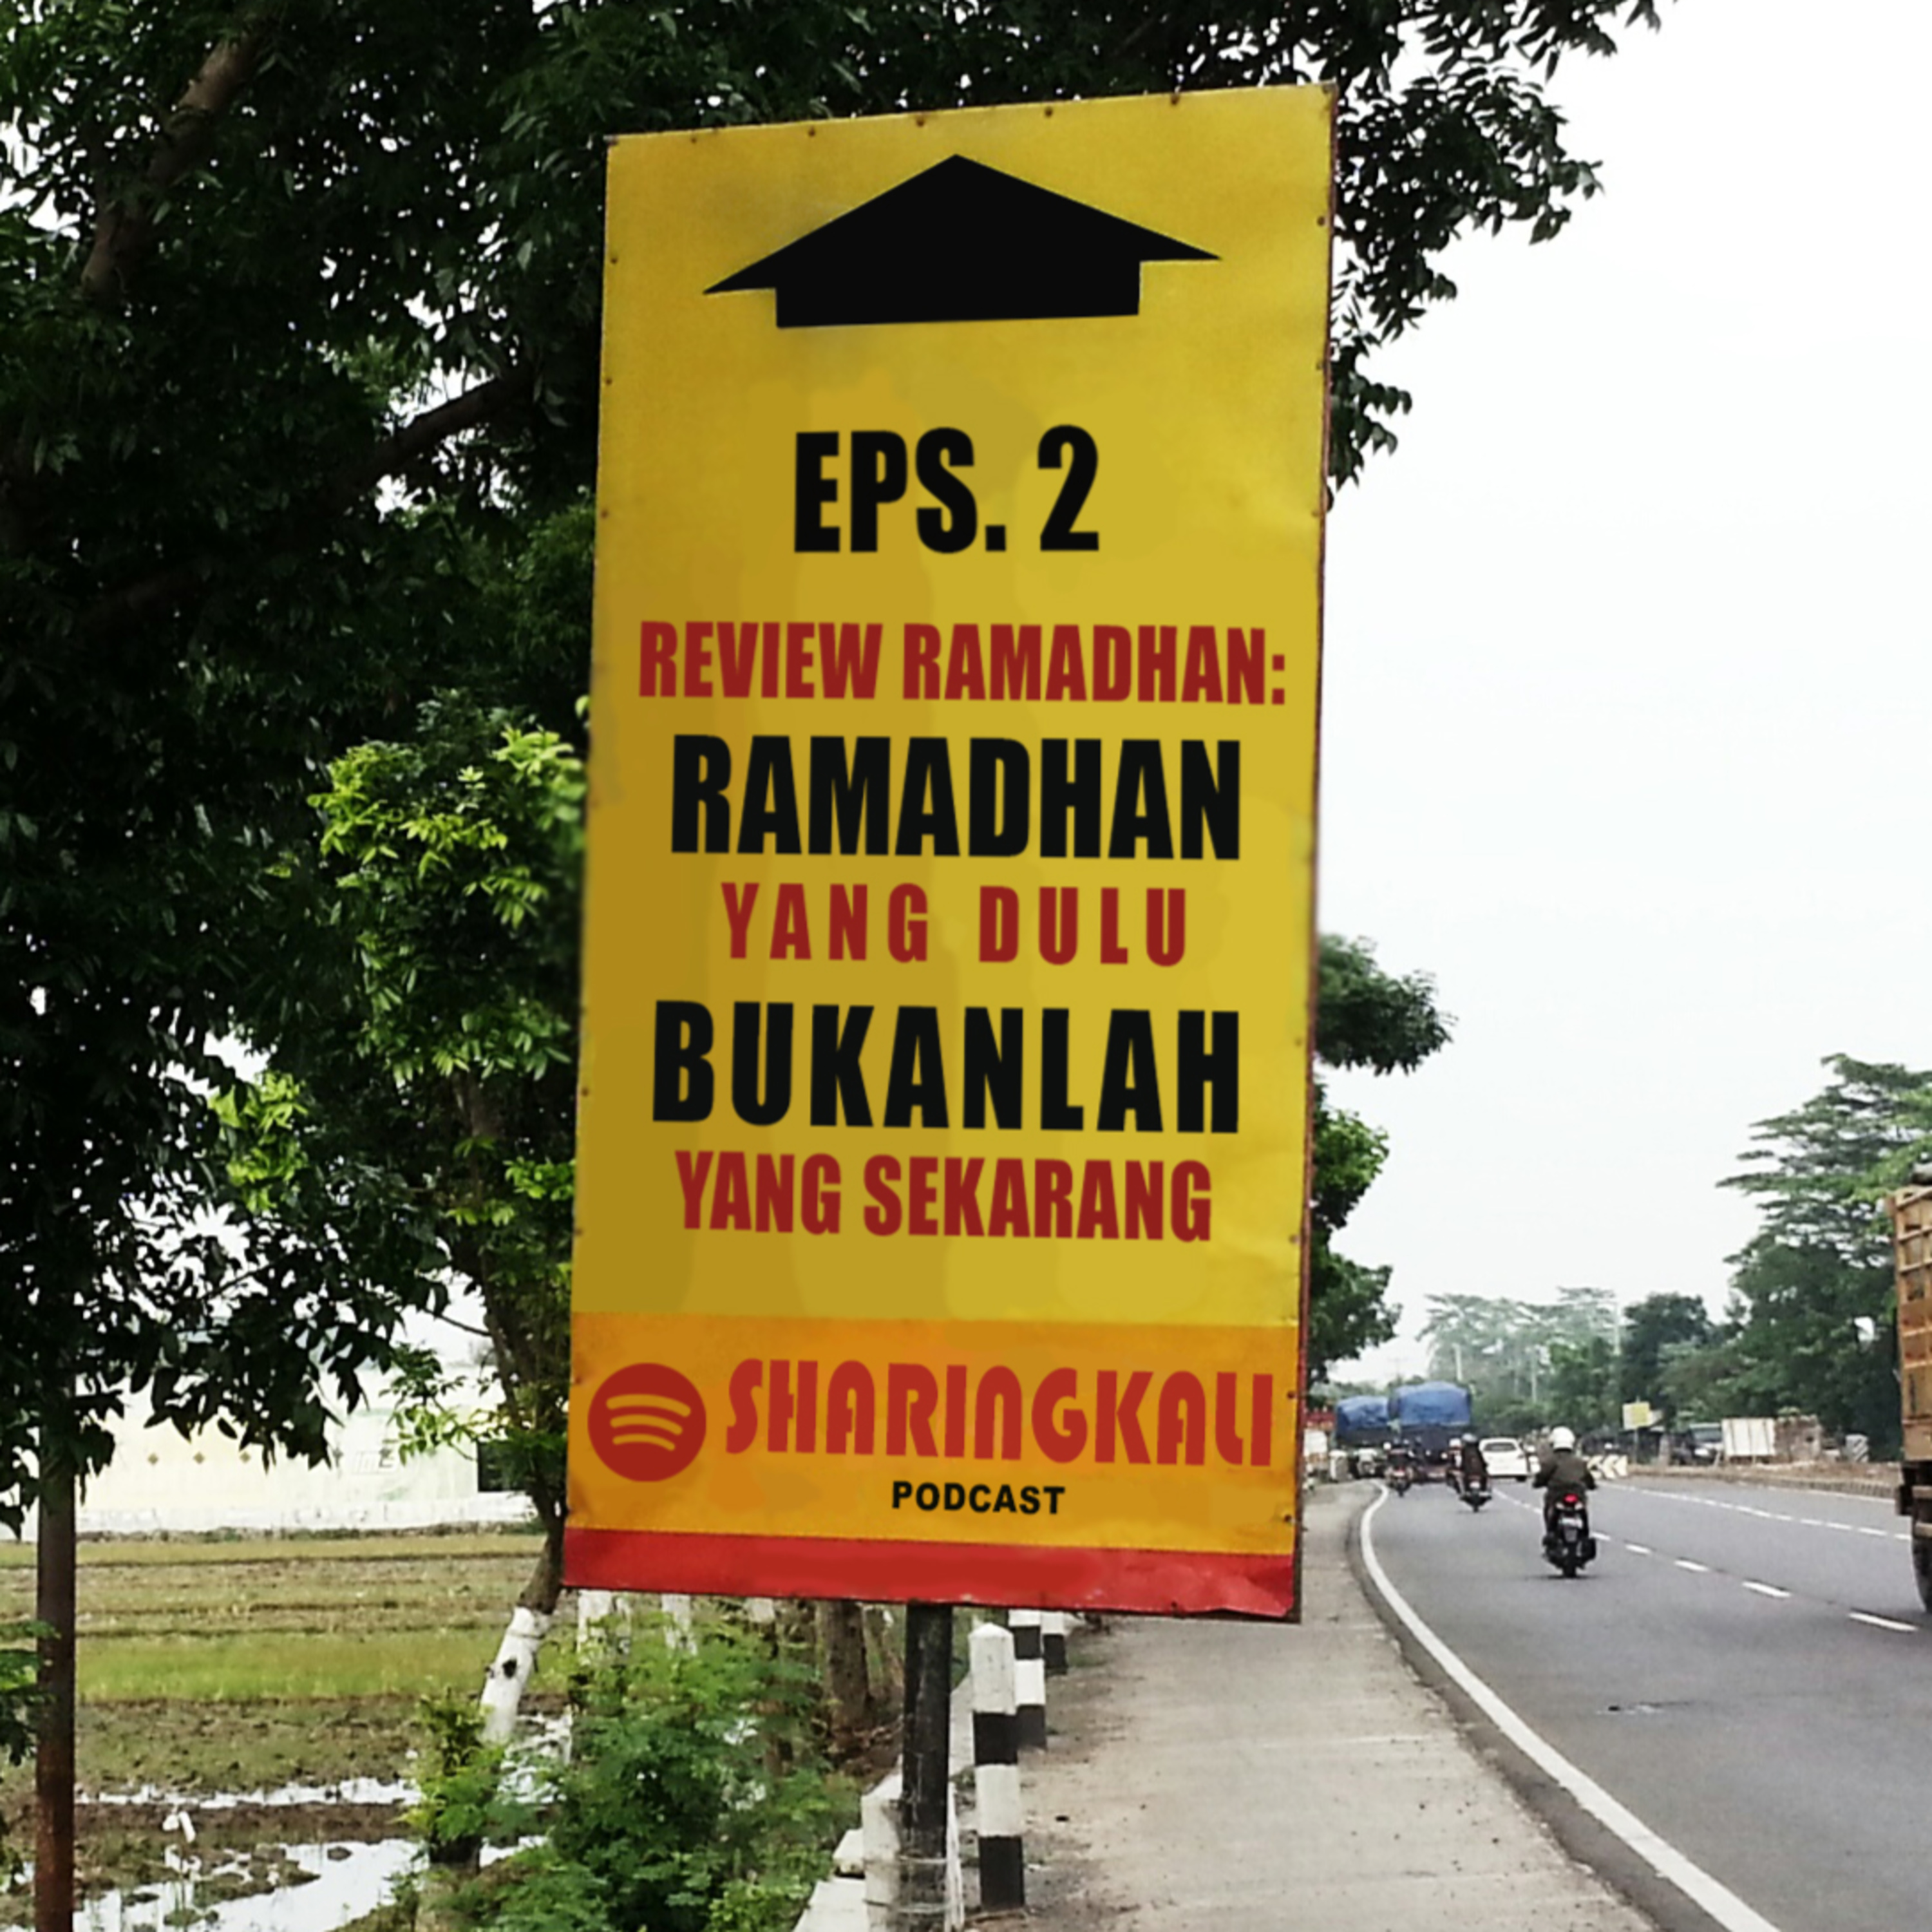 EPS. 2
REVIEW RAMADHAN:
RAMADHAN
YANG DULU
BUKANLAH
YANG SEKARANG
SHARINGKALI
PODCAST